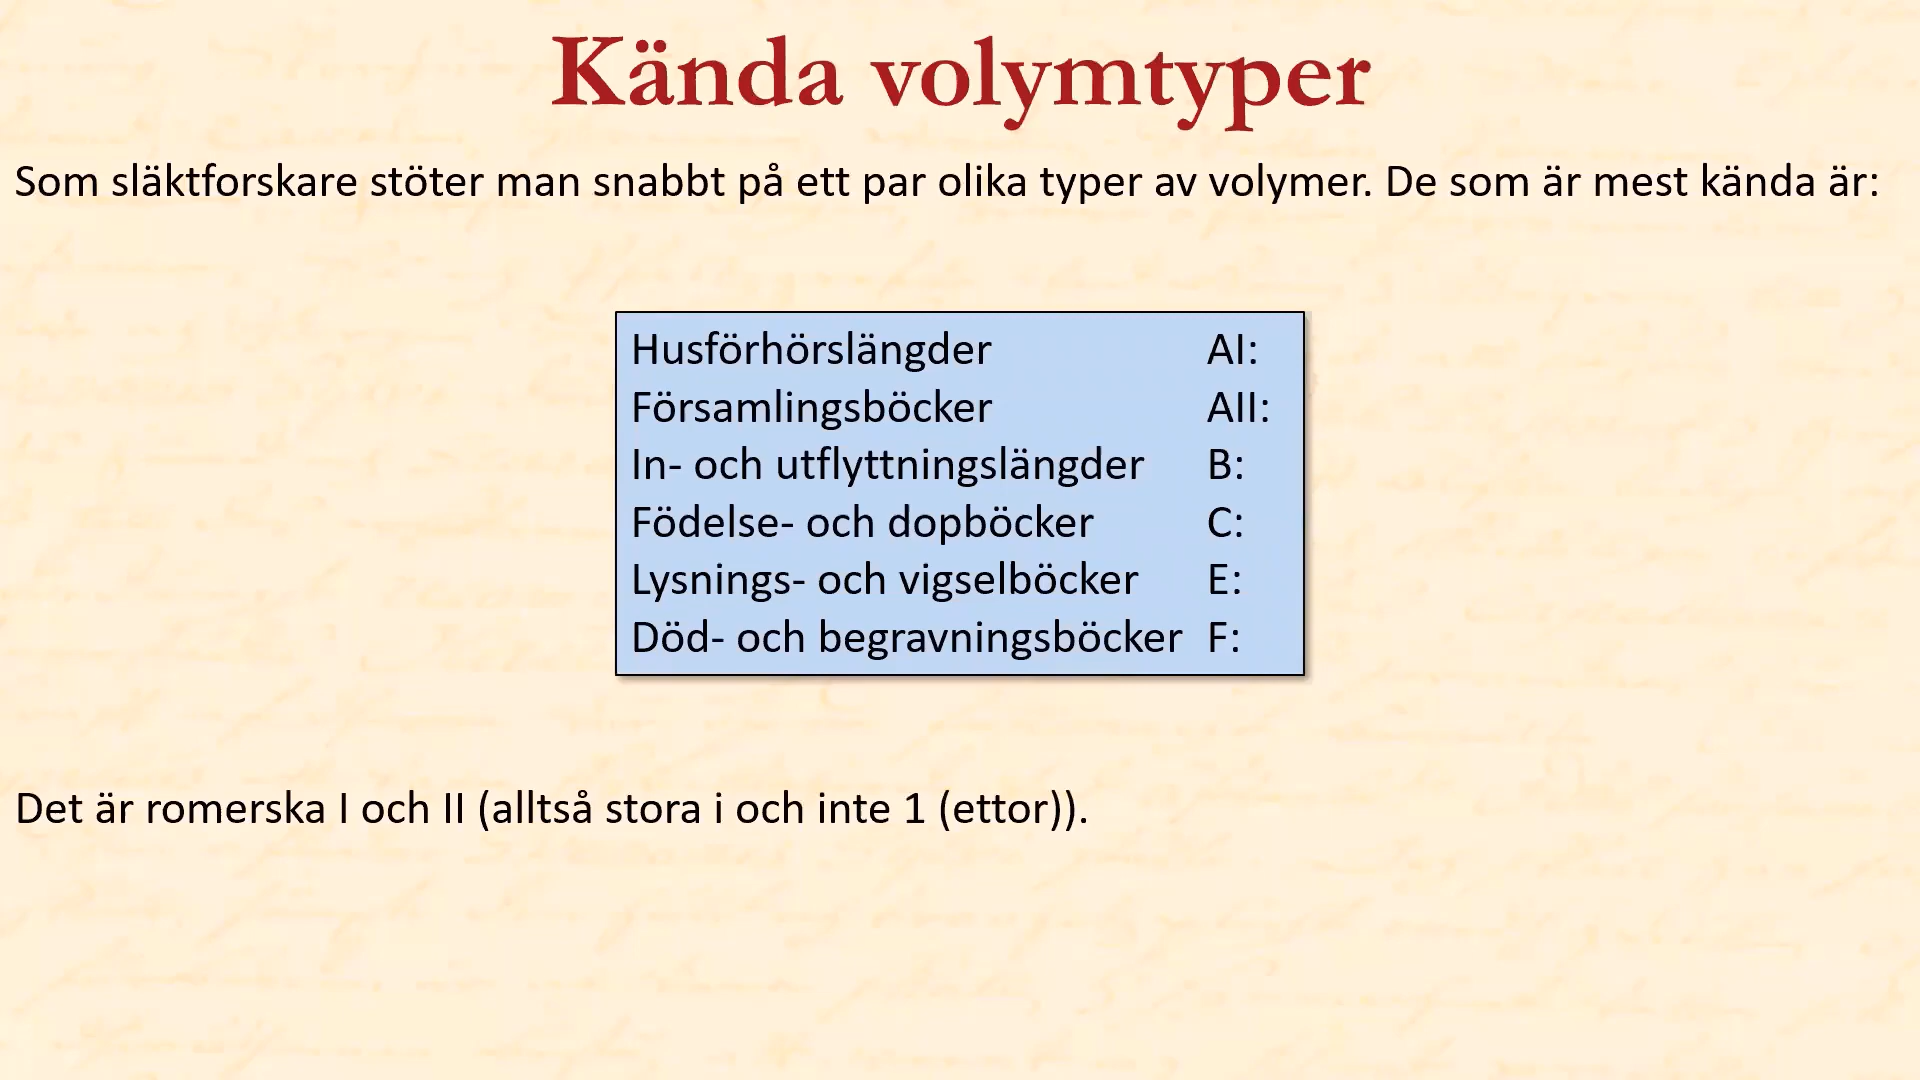 Kända volymtyper
Som släktforskare stöter man snabbt på ett par olika typer av volymer. De som är mest kända är:
Husförhörslängder AI:
Församlingsböcker AII:
In- och utflyttningslängder B:
Födelse- och dopböcker C:
Lysnings- och vigselböcker E:
Död- och begravningsböcker F:
Det är romerska I och II (alltså stora i och inte 1 (ettor)).